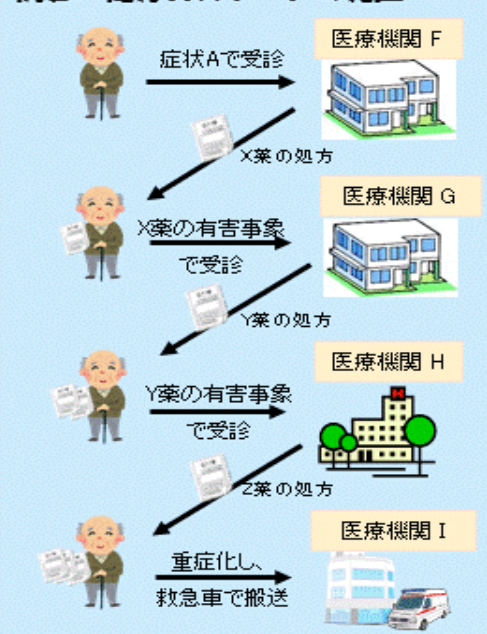 医療機関 F
症状Aで受診
X薬の処方
医療機関 G
X薬の有害事象
で受診
Y薬の処方
医療機関 H
Y薬の有害事象
で受診
Z薬の処方
医療機関 I
重症化し、
救急車で搬送